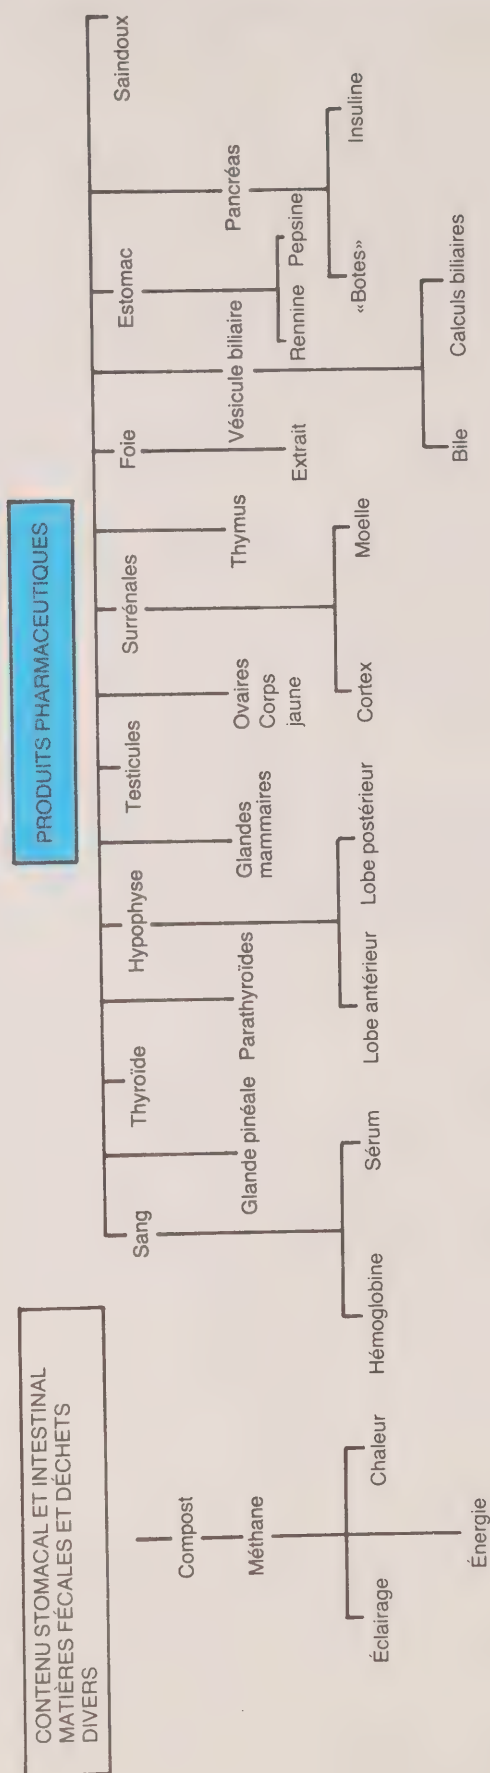 CONTENU STOMACAL ET INTESTINAL
MATIÈRES FÉCALES ET DÉCHETS
DIVERS
Compost
Méthane
Éclairage
Chaleur
Énergie
PRODUITS PHARMACEUTIQUES
Sang
Thyroïde
Hypophyse
Testicules
Surrénales
Foie
Estomac
Saindoux
Glande pinéale
Parathyroïdes
Glandes
mammaires
Ovaires
Corps
jaune
Thymus
Vésicule biliaire
Pancréas
Extrait
Rennine
Pepsine
Hémoglobine
Sérum
Lobe antérieur
Lobe postérieur
Cortex
Moelle
«Botes»
Insuline
Bile
Calculs biliaires